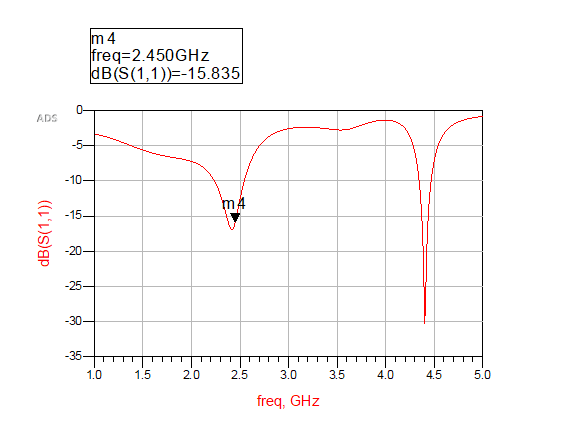 m4
freq=2.450GHz
dB(S(1,1))=-15.835
ADS
0
-5
-10
-15
-20
-25
-30
-35
m4
dB(S(1,1))
1.0 1.5 2.0 2.5 3.0 3.5 4.0 4.5 5.0
freq, GHz